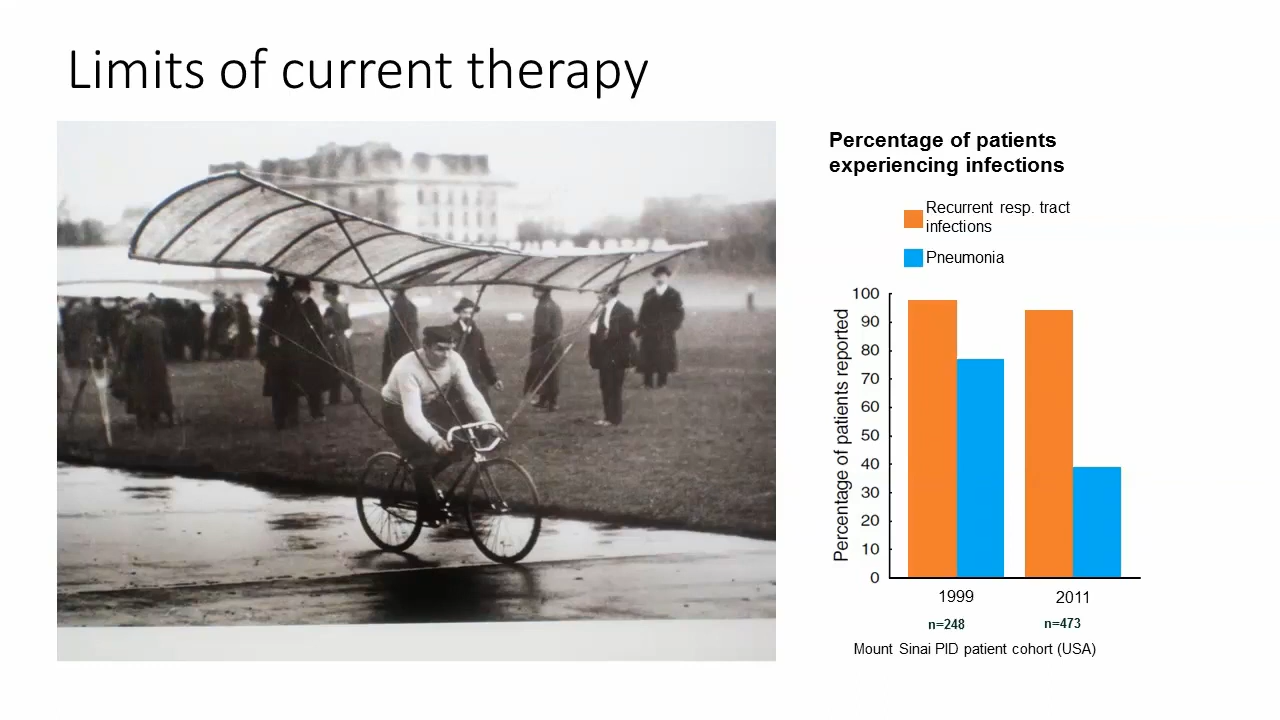 Limits of current therapy
Percentage of patients
experiencing infections
Recurrent resp. tract
infections
Pneumonia
Percentage of patients reported
100
90
80
70
60
50
40
30
20
10
0
1999
2011
n=248
n=473
Mount Sinai PID patient cohort (USA)